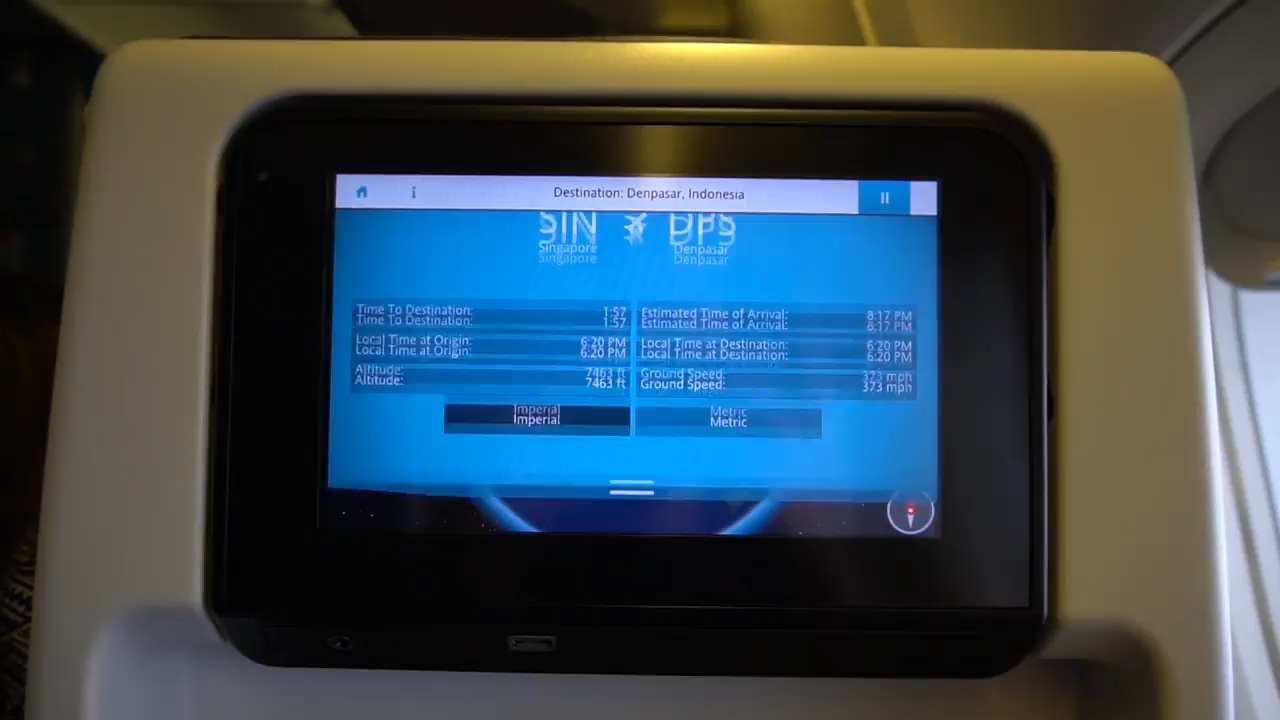 Destination: Denpasar, Indonesia
SIN DPS
Singapore Denpasar
Time To Destination: 1:57
Estimated Time of Arrival: 8:17 PM
Local Time at Origin: 6:20 PM
Local Time at Destination: 6:20 PM
Altitude: 7463 ft
Ground Speed: 373 mph
Imperial
Metric